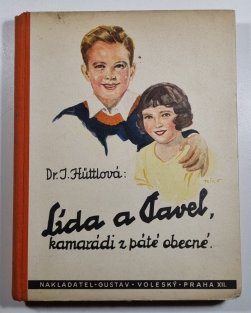 Dr. J. Hüttlová:
Lída a Pavel,
kamarádi z páté obecné.
NAKLADATEL · GUSTAV · VOLESKÝ · PRAHA XII.